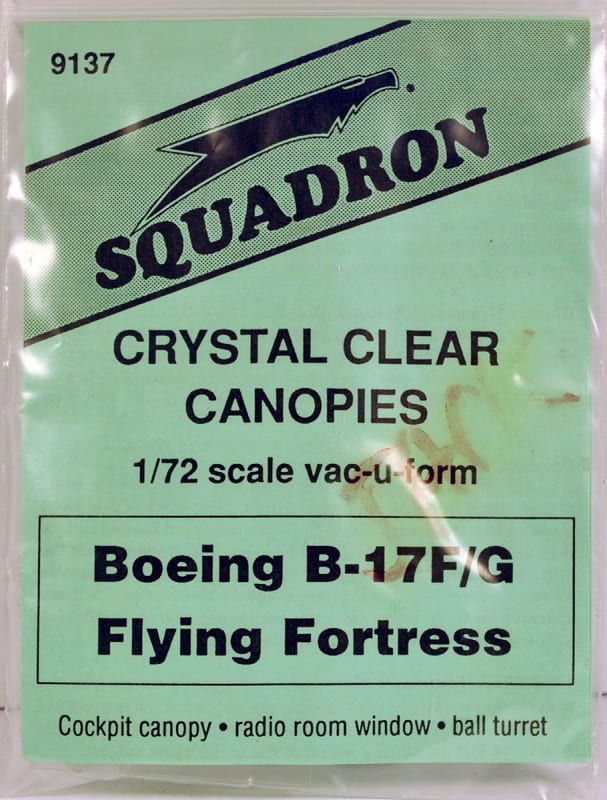 9137
SQUADRON
CRYSTAL CLEAR
CANOPIES
1/72 scale vac-u-form
Boeing B-17F/G
Flying Fortress
Cockpit canopy • radio room window • ball turret